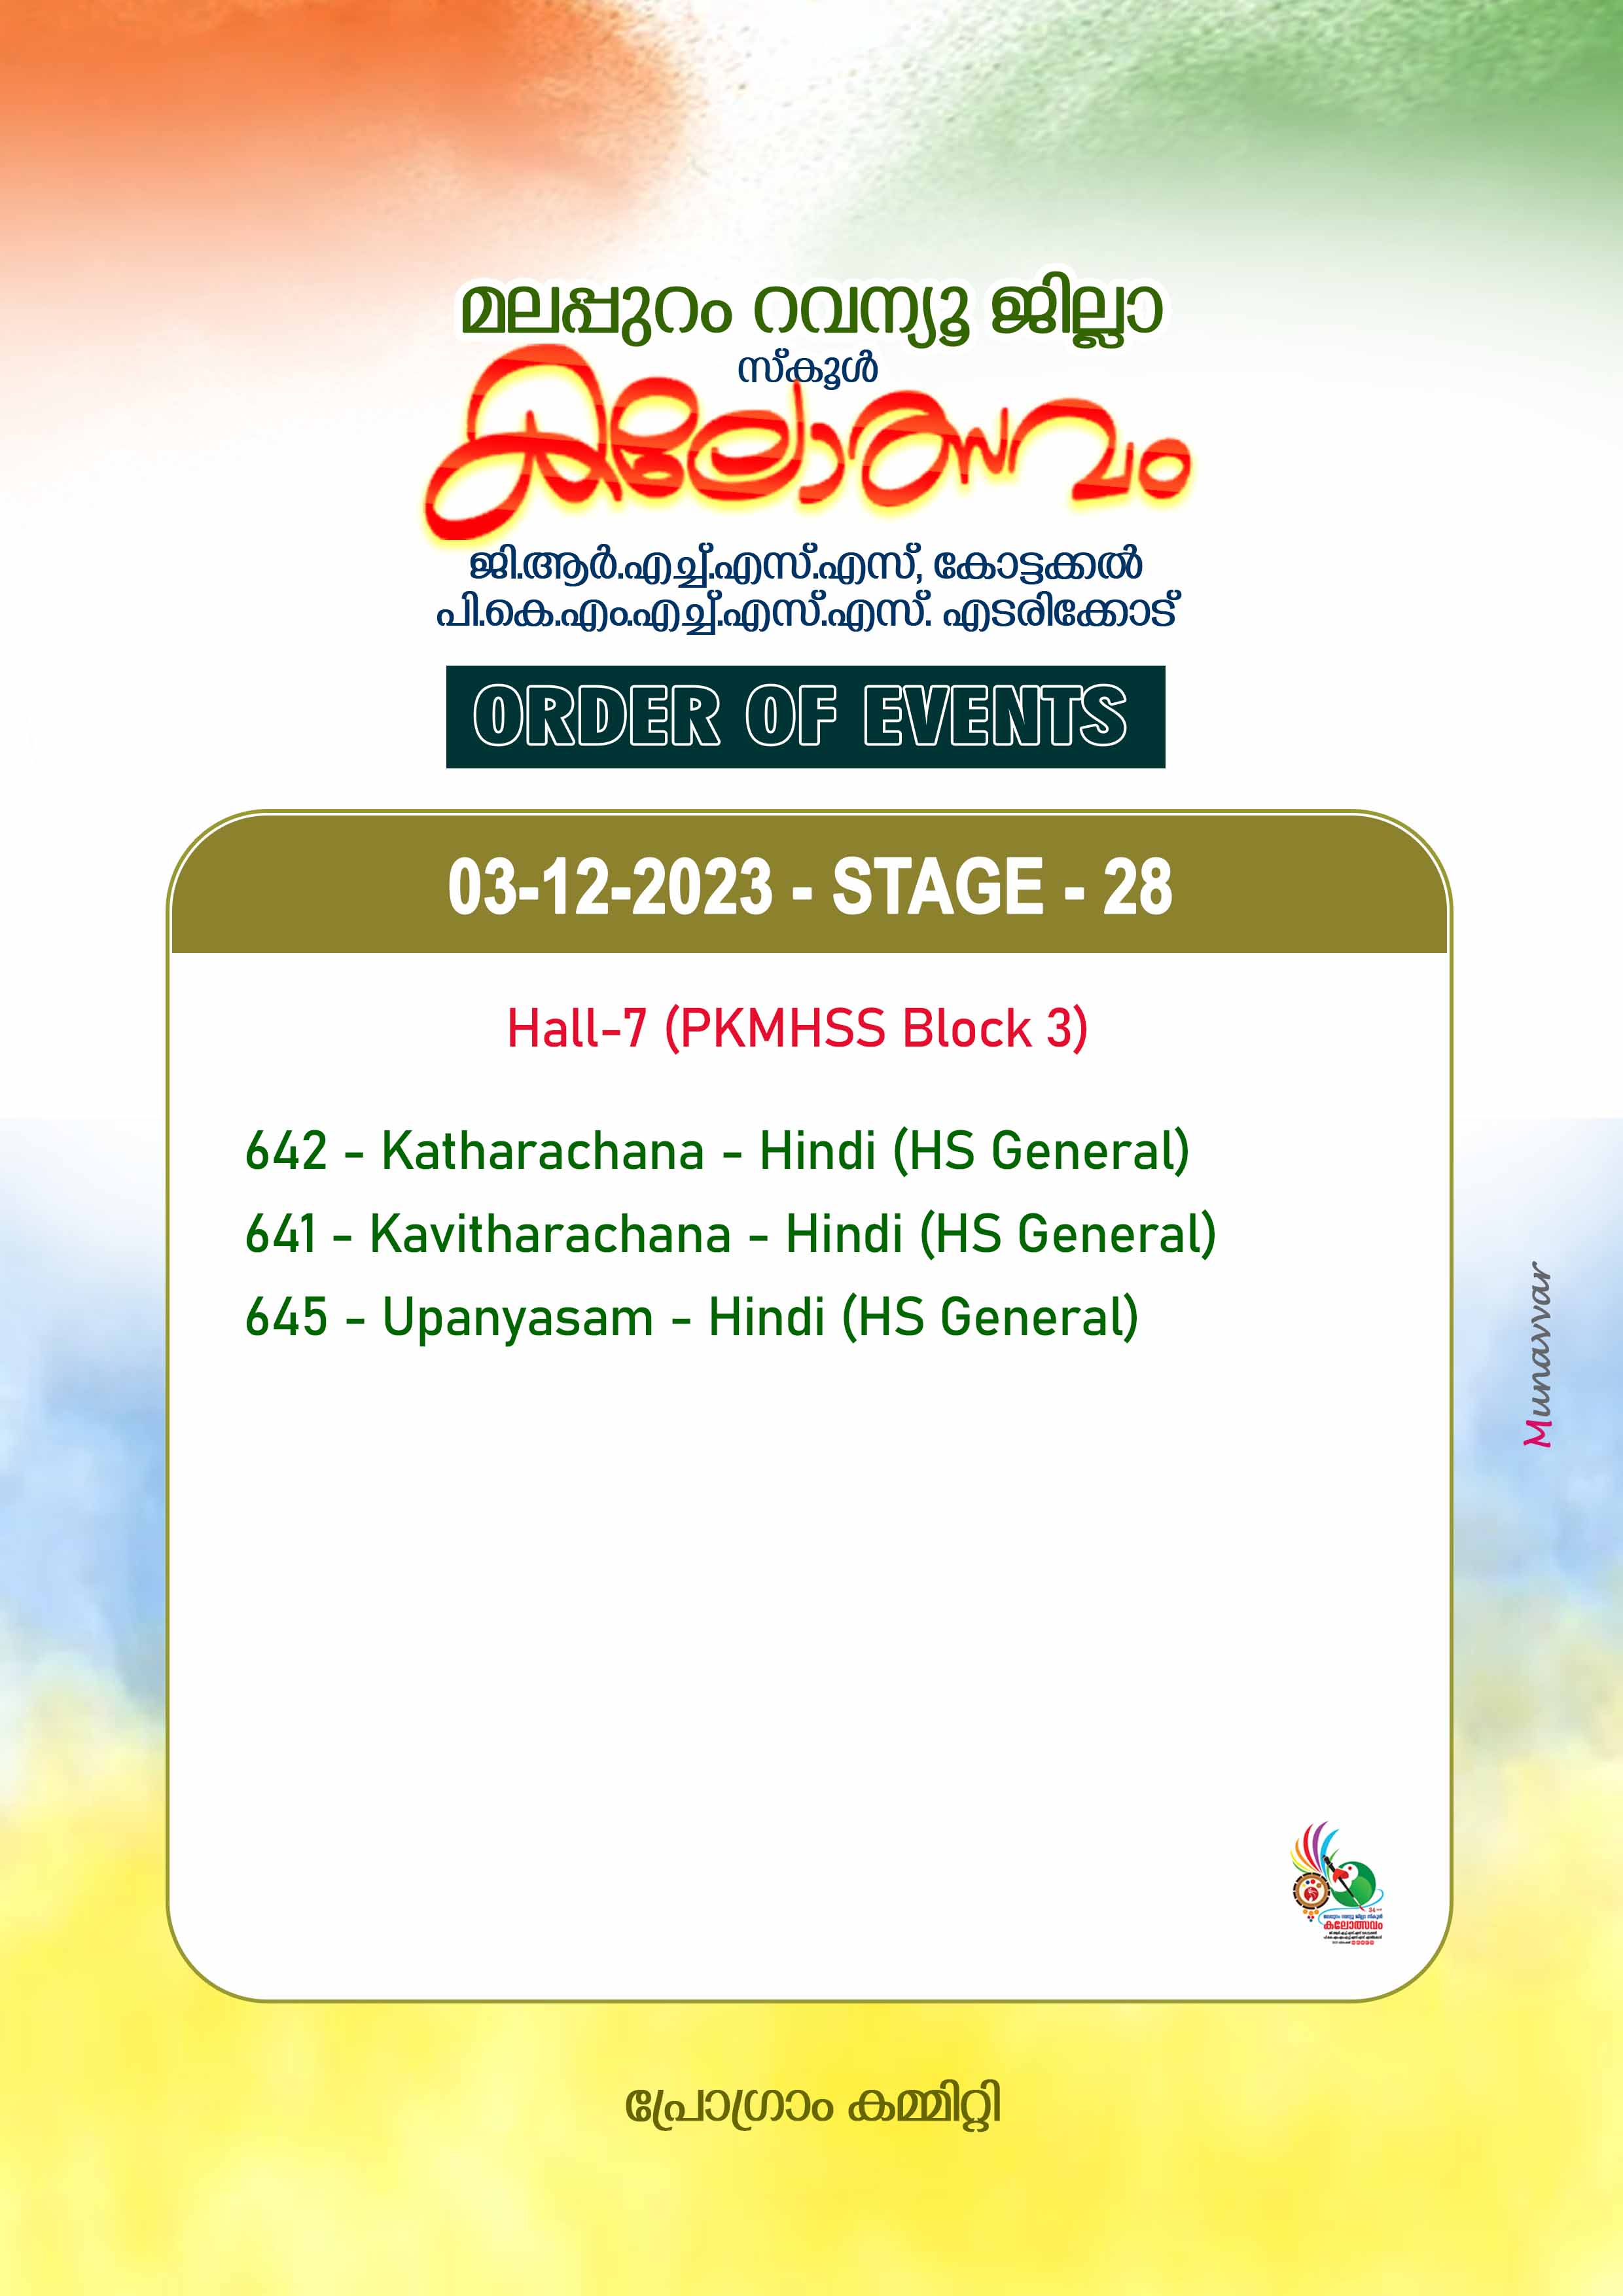 മലപ്പുറം റവന്യൂ ജില്ലാ
സ്കൂൾ
കലോത്സവം
ജി.ആർ.എച്ച്.എസ്.എസ്, കോട്ടക്കൽ
പി.കെ.എം.എച്ച്.എസ്.എസ്. എടരിക്കോട്
ORDER OF EVENTS
03-12-2023 - STAGE - 28
Hall-7 (PKMHSS Block 3)
642 - Katharachana - Hindi (HS General)
641 - Kavitharachana - Hindi (HS General)
645 - Upanyasam - Hindi (HS General)
Munavvar
കലോത്സവം
പ്രോഗ്രാം കമ്മിറ്റി